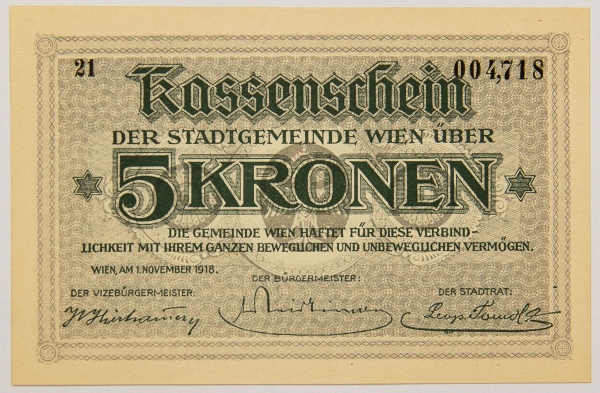 21 004,718
Kassenschein
DER STADTGEMEINDE WIEN ÜBER
5 KRONEN
DIE GEMEINDE WIEN HAFTET FÜR DIESE VERBIND-
LICHKEIT MIT IHREM GANZEN BEWEGLICHEN UND UNBEWEGLICHEN VERMÖGEN.
WIEN, AM 1. NOVEMBER 1918.
DER BÜRGERMEISTER:
DER VIZEBÜRGERMEISTER: DER STADTRAT:
Leop.